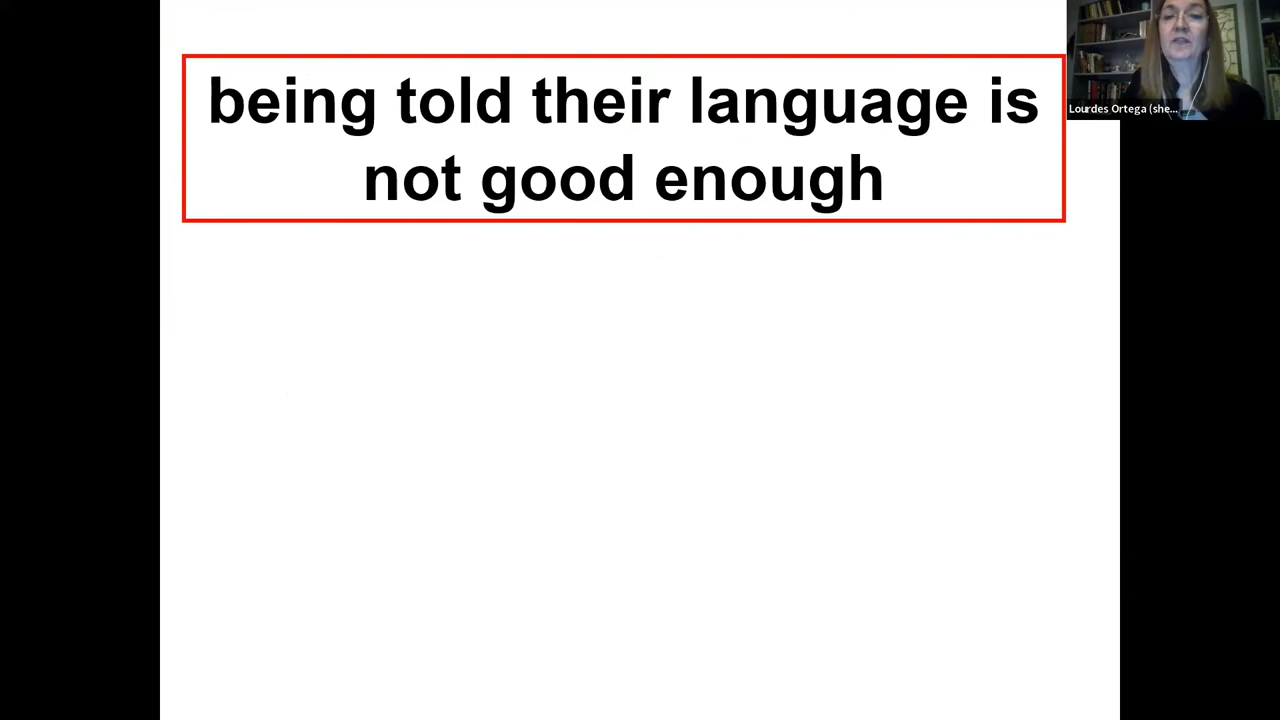 being told their language is
not good enough
Lourdes Ortega (she...